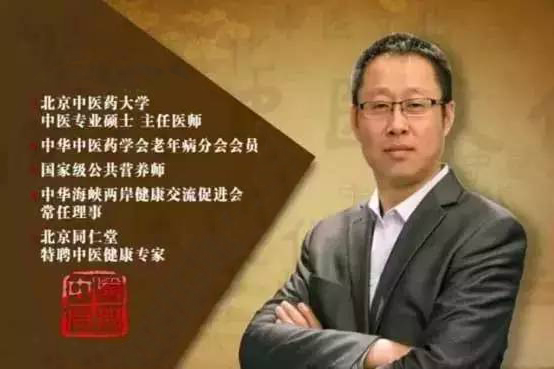 北京中医药大学
中医专业硕士 主任医师
中华中医药学会老年病分会会员
国家级公共营养师
中华海峡两岸健康交流促进会
常任理事
北京同仁堂
特聘中医健康专家